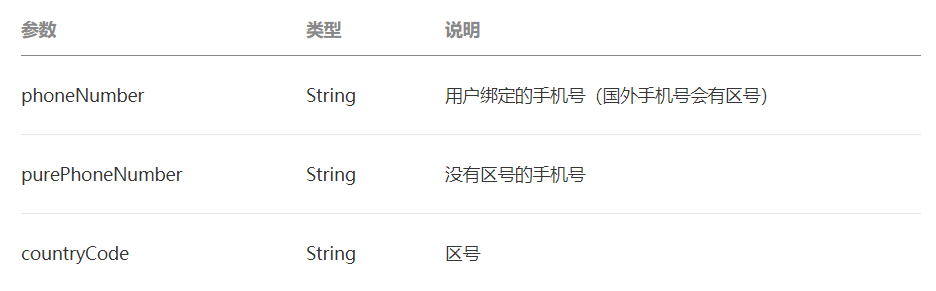 参数 类型 说明
phoneNumber String 用户绑定的手机号（国外手机号会有区号）
purePhoneNumber String 没有区号的手机号
countryCode String 区号